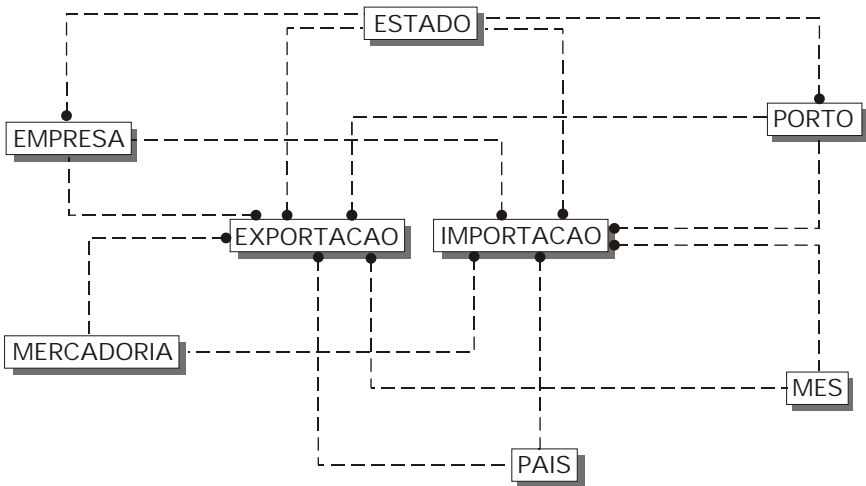 ESTADO
PORTO
EMPRESA
EXPORTACAO
IMPORTACAO
MERCADORIA
MES
PAIS